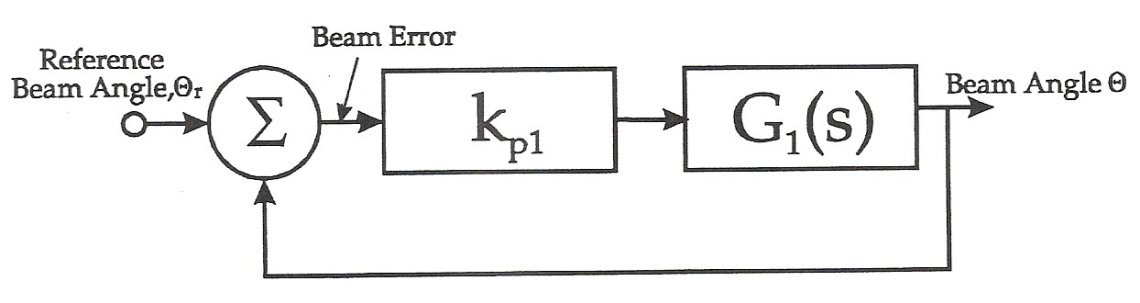 Beam Error
Reference
Beam Angle,Θr
Σ
kp1
G1(s)
Beam Angle Θ